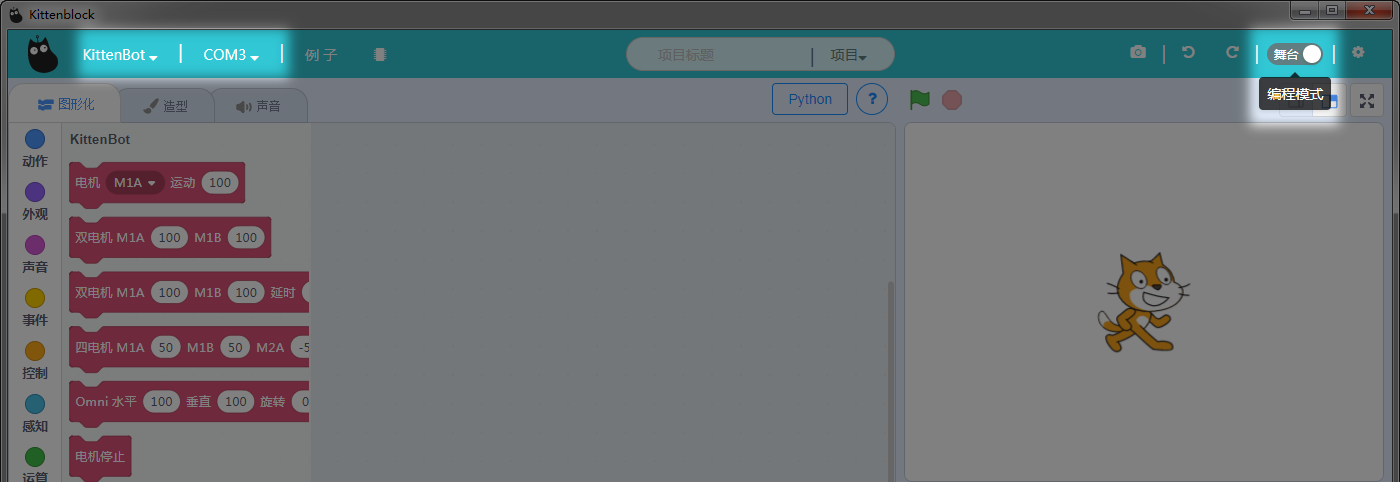 Kittenblock
KittenBot COM3 例子 项目标题 项目 舞台
编程模式
图形化 造型 声音 Python ?
KittenBot
动作
外观
声音
事件
控制
感知
运算
电机 M1A 运动 100
双电机 M1A 100 M1B 100
双电机 M1A 100 M1B 100 延时
四电机 M1A 50 M1B 50 M2A -5
Omni 水平 100 垂直 100 旋转 0
电机停止